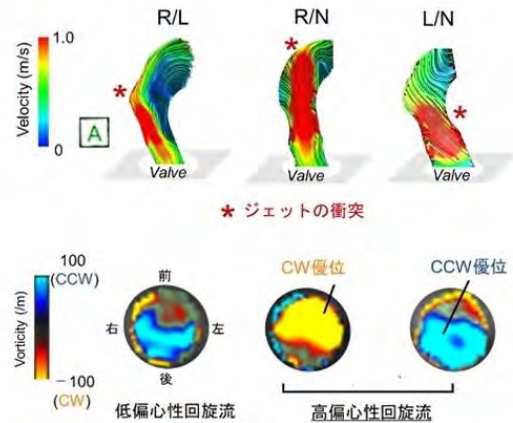 R/L R/N L/N
Velocity (m/s)
1.0
0
A
*
*
*
Valve Valve Valve
* ジェットの衝突
Vorticity (/m)
100
(CCW)
-100
(CW)
前
右
左
後
CW優位
CCW優位
低偏心性回旋流
高偏心性回旋流